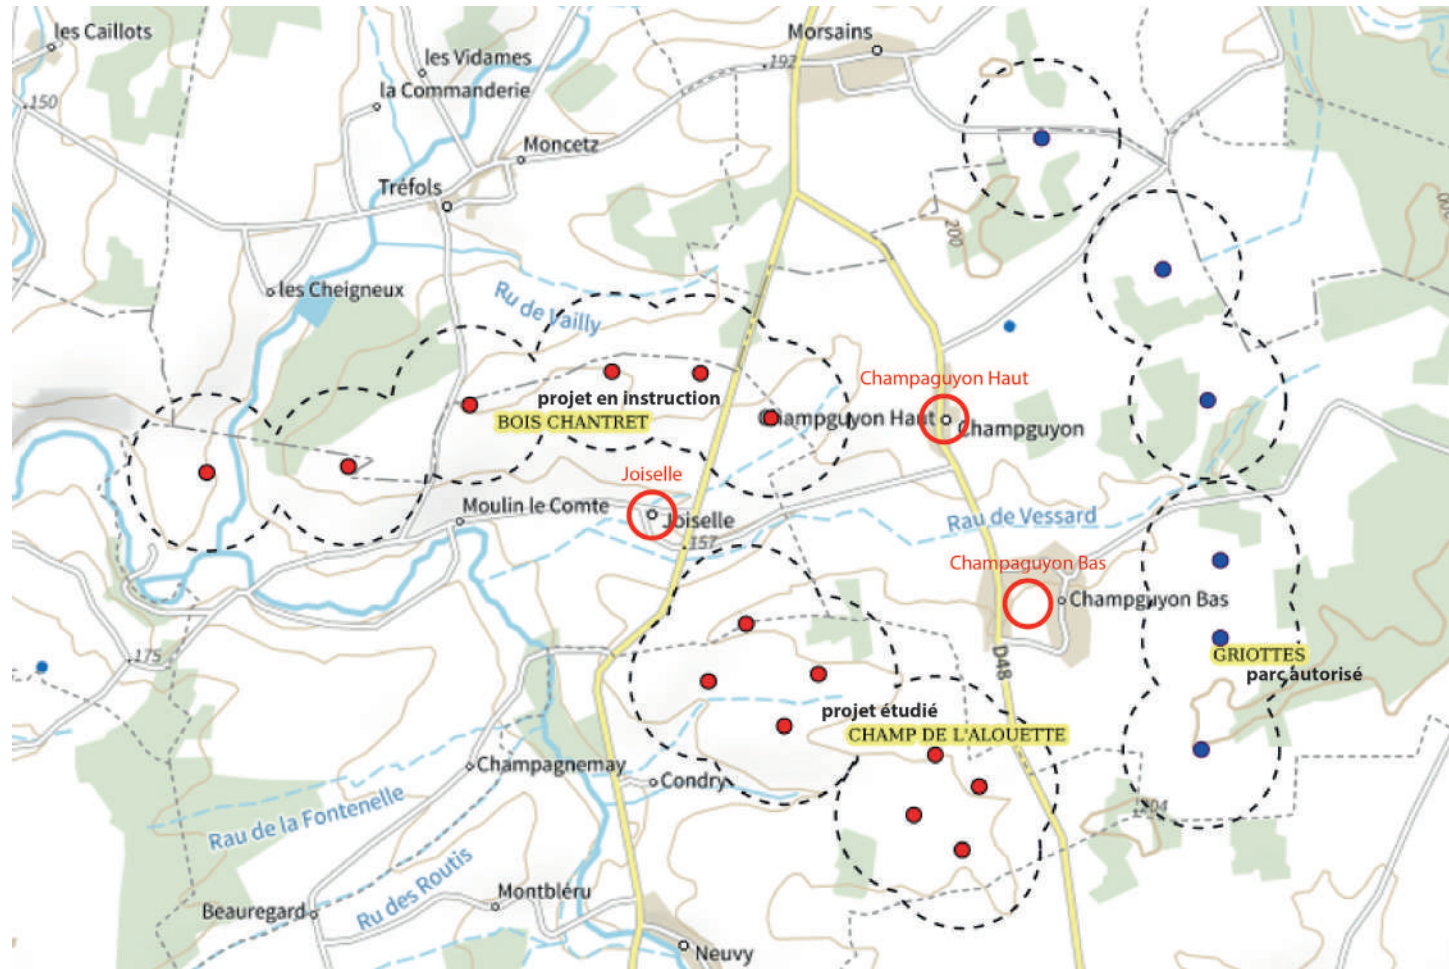 les Caillots
Morsains
les Vidames
192
la Commanderie
150
Moncetz
Tréfols
200
les Cheigneux
Ru de Vailly
Champaguyon Haut
projet en instruction
BOIS CHANTRET
Champguyon Haut
Champguyon
Joiselle
Moulin le Comte
Joiselle
Rau de Vessard
157
Champaguyon Bas
Champguyon Bas
175
D48
GRIOTTES
parc autorisé
projet étudié
CHAMP DE L'ALOUETTE
Champagnemay
Condry
Rau de la Fontenelle
Ru des Routis
Montbléru
Beauregard
Neuvy